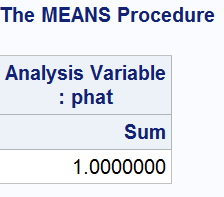 The MEANS Procedure
Analysis Variable
: phat
Sum
1.0000000